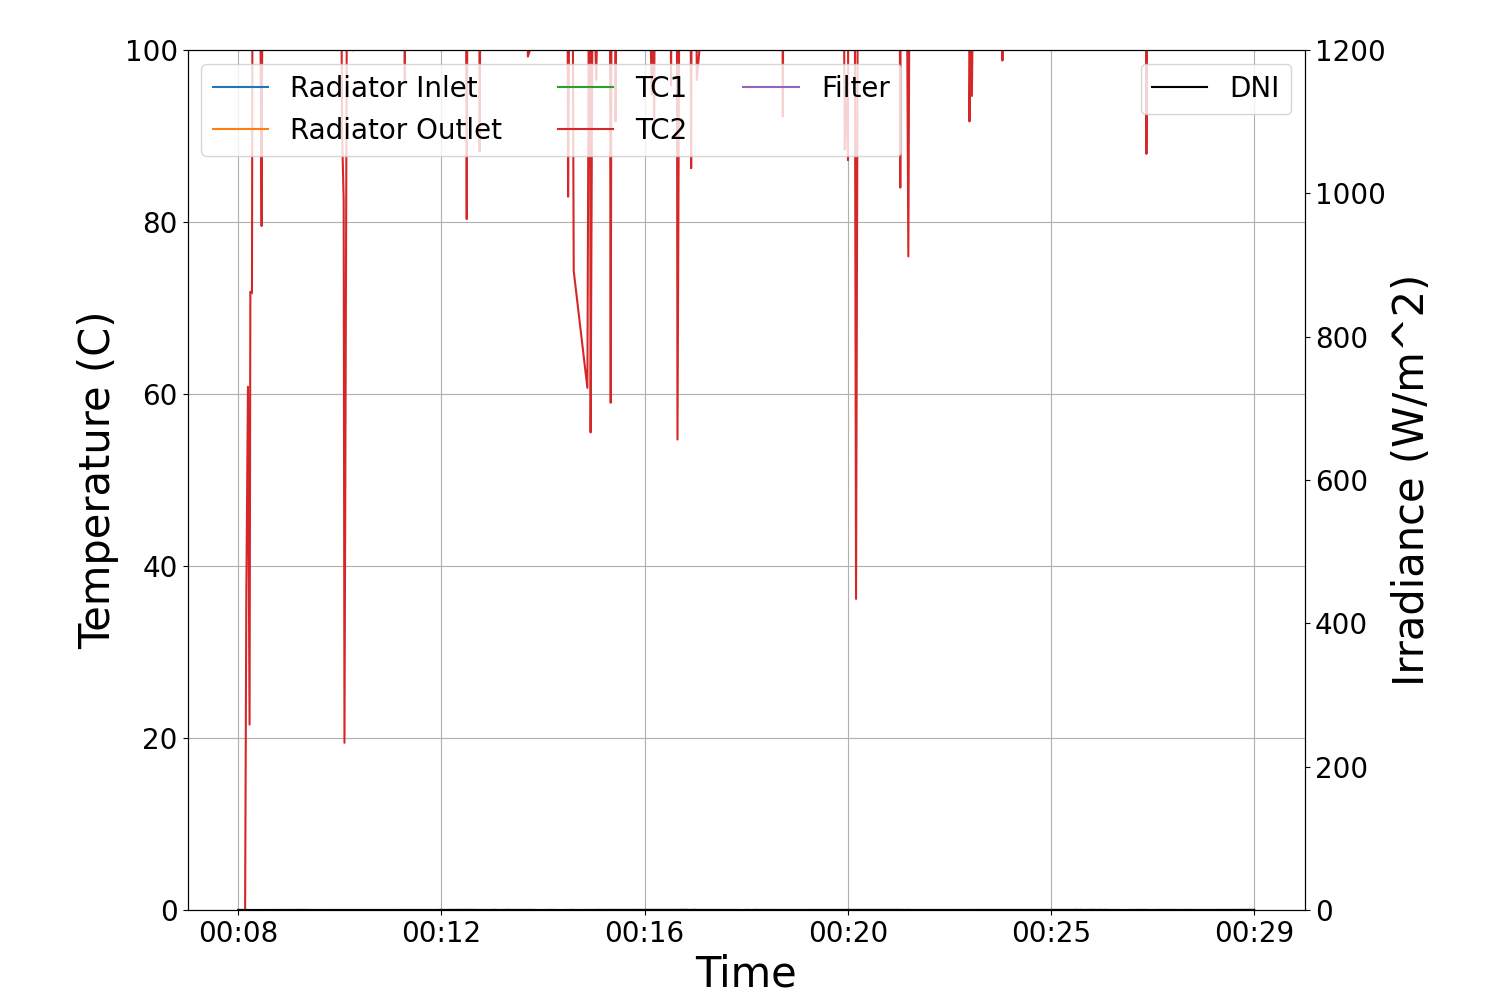 Radiator Inlet
Radiator Outlet
TC1
TC2
Filter
DNI
Temperature (C)
100
80
60
40
20
0
1200
1000
800
600
400
200
0
Irradiance (W/m^2)
00:08 00:12 00:16 00:20 00:25 00:29
Time